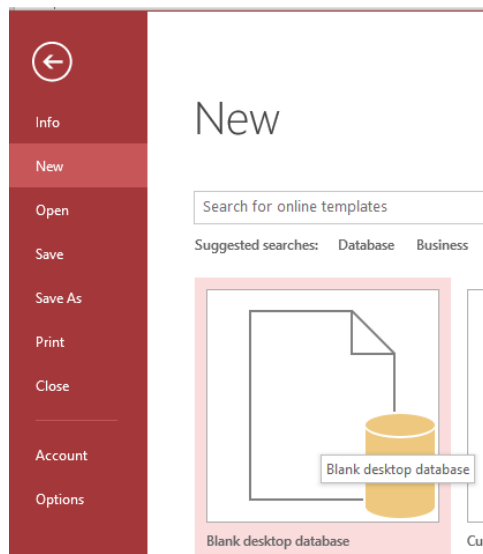 Info
New
Open
Save
Save As
Print
Close
Account
Options
New
Search for online templates
Suggested searches: Database Business
Blank desktop database
Blank desktop database